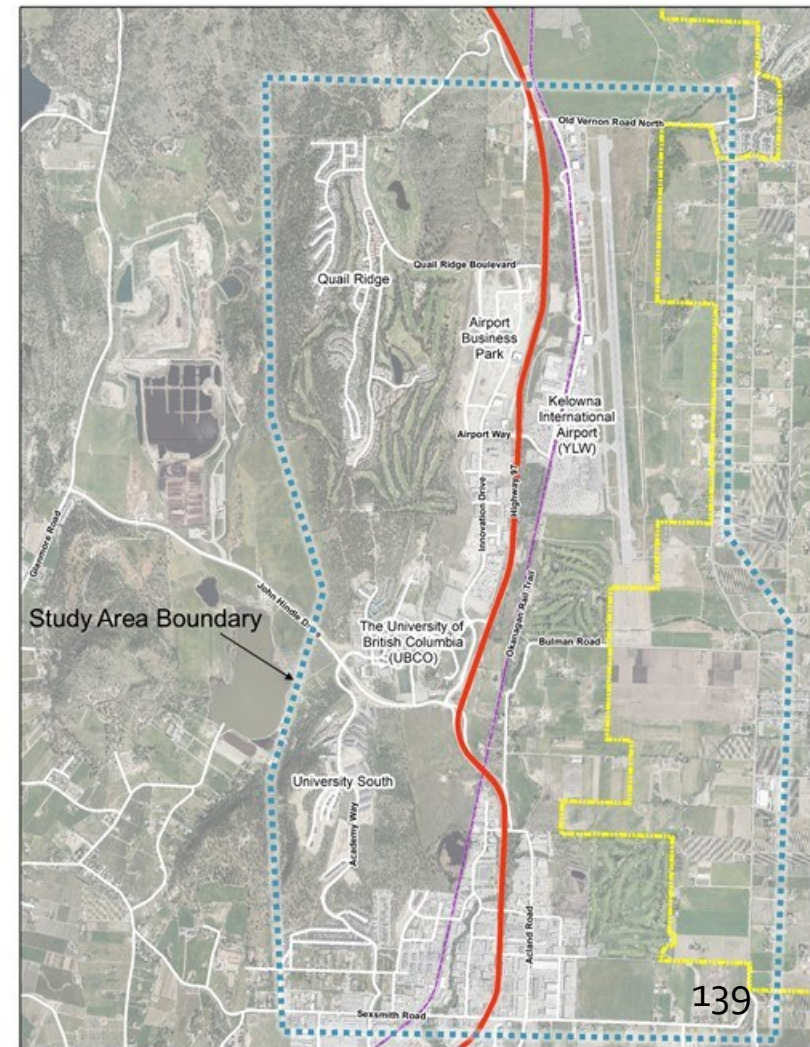 Old Vernon Road North
Quail Ridge Boulevard
Quail Ridge
Airport
Business
Park
Kelowna
International
Airport
(YLW)
Airport Way
Highway 97
Innovation Drive
Glenmore Road
John Hindle Drive
Okanagan Rail Trail
Study Area Boundary
The University of
British Columbia
(UBCO)
Bulman Road
University South
Academy Way
Acland Road
139
Sexsmith Road